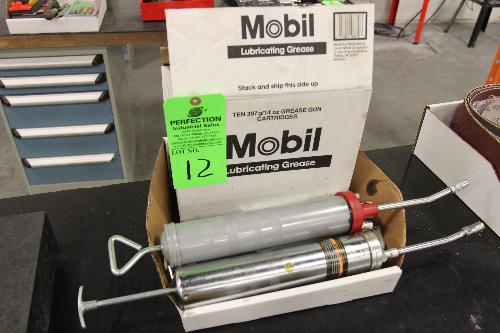 Mobil
Lubricating Grease
Stack and ship this side up
TEN 397g/14 oz GREASE GUN
CARTRIDGES
Mobil
Lubricating Grease
PERFECTION
Industrial Sales
LOT NO.
12